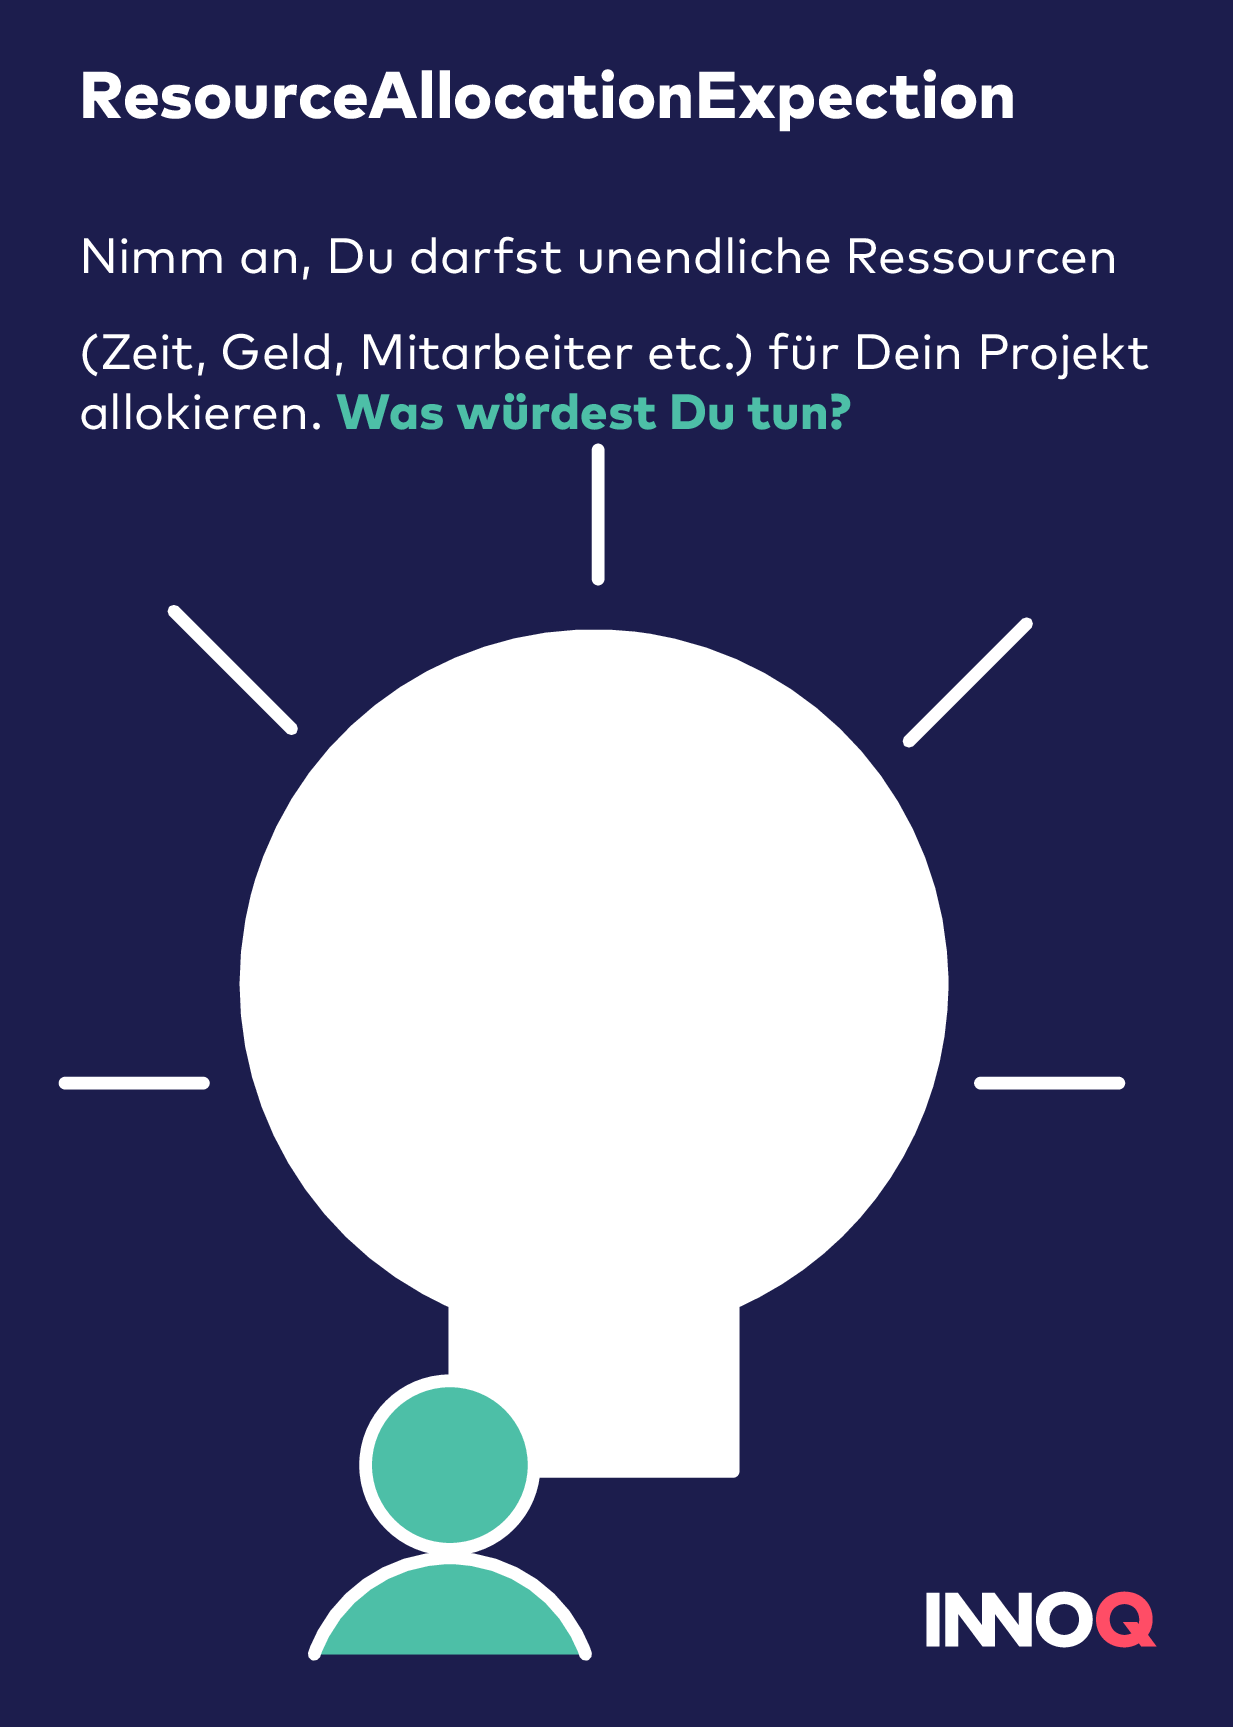 ResourceAllocationExpection
Nimm an, Du darfst unendliche Ressourcen
(Zeit, Geld, Mitarbeiter etc.) für Dein Projekt
allokieren. Was würdest Du tun?
INNOQ